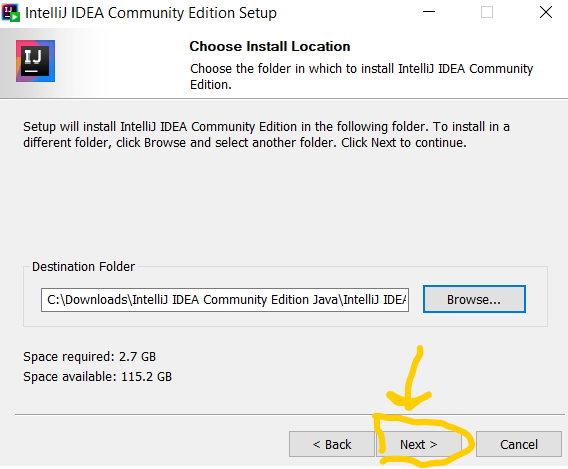 IntelliJ IDEA Community Edition Setup
IJ
Choose Install Location
Choose the folder in which to install IntelliJ IDEA Community
Edition.
Setup will install IntelliJ IDEA Community Edition in the following folder. To install in a
different folder, click Browse and select another folder. Click Next to continue.
Destination Folder
C:\Downloads\IntelliJ IDEA Community Edition Java\IntelliJ IDEA
Browse...
Space required: 2.7 GB
Space available: 115.2 GB
< Back
Next >
Cancel